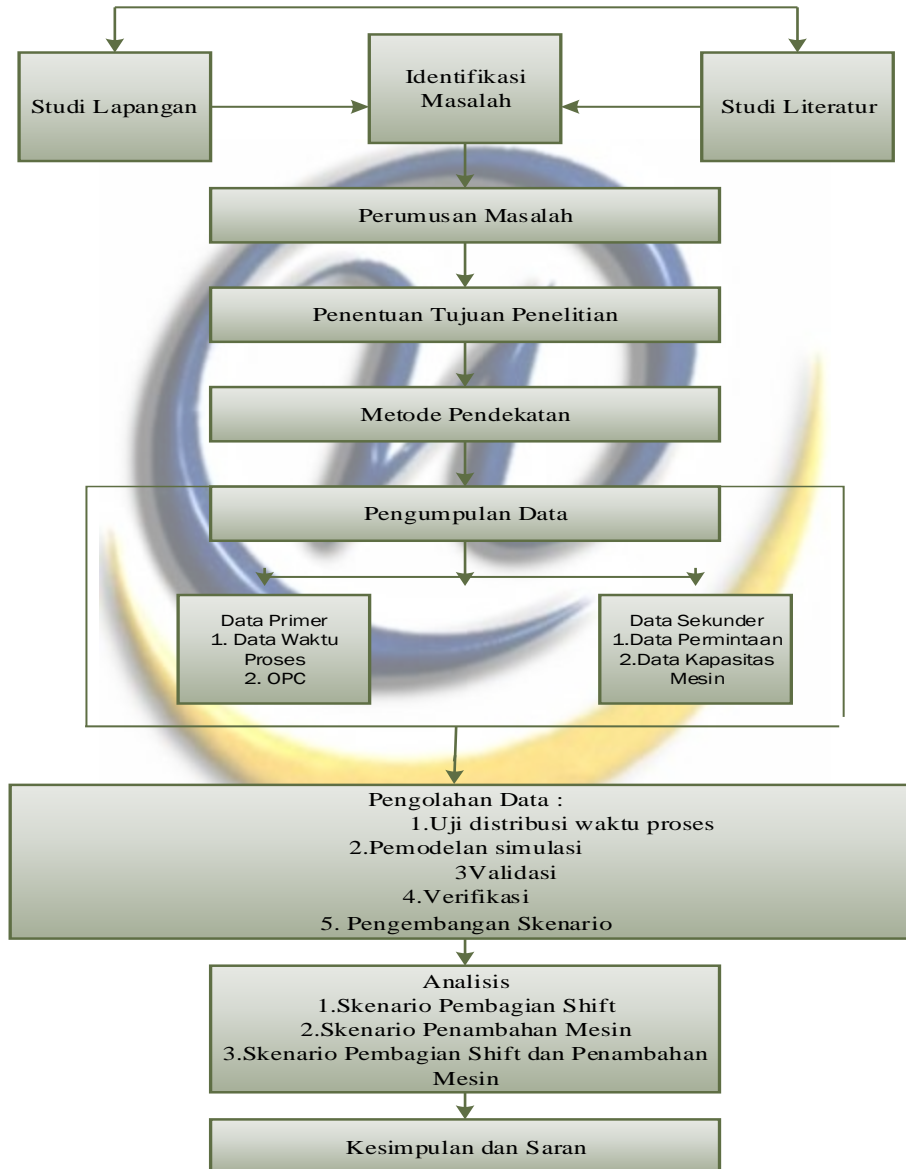 Studi Lapangan
Identifikasi
Masalah
Studi Literatur
Perumusan Masalah
Penentuan Tujuan Penelitian
Metode Pendekatan
Pengumpulan Data
Data Primer
1. Data Waktu
Proses
2. OPC
Data Sekunder
1.Data Permintaan
2.Data Kapasitas
Mesin
Pengolahan Data :
1.Uji distribusi waktu proses
2.Pemodelan simulasi
3Validasi
4.Verifikasi
5. Pengembangan Skenario
Analisis
1.Skenario Pembagian Shift
2.Skenario Penambahan Mesin
3.Skenario Pembagian Shift dan Penambahan
Mesin
Kesimpulan dan Saran